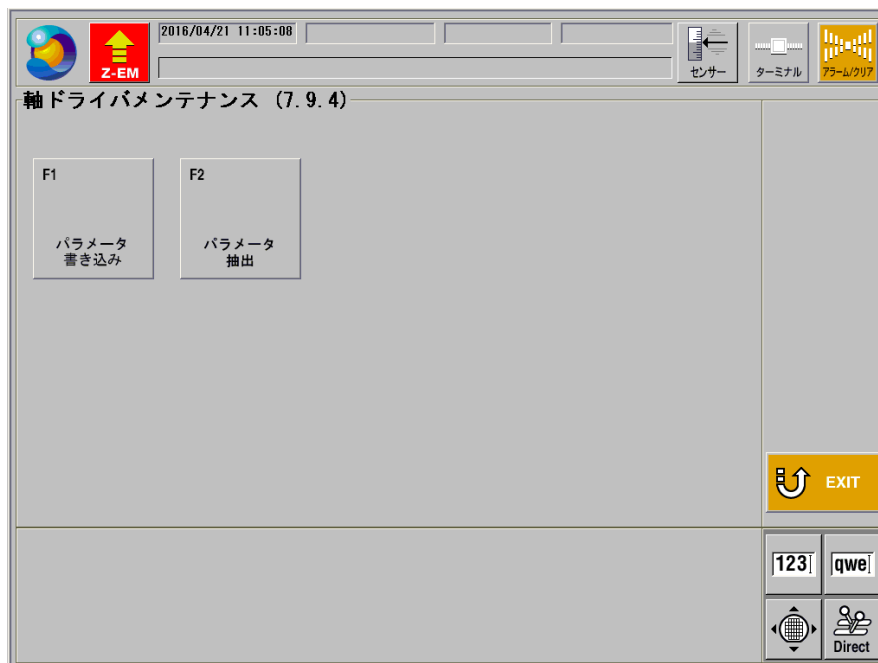 2016/04/21 11:05:08
Z-EM
センサー
ターミナル
アラーム/クリア
軸ドライバメンテナンス (7.9.4)
F1
パラメータ
書き込み
F2
パラメータ
抽出
EXIT
123
qwe
Direct